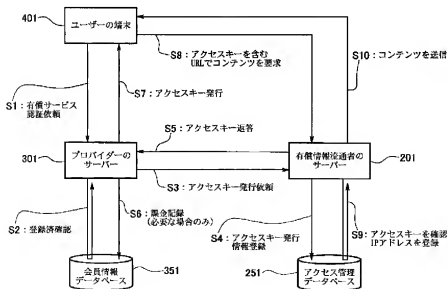 401
ユーザーの端末
S8：アクセスキーを含む
URLでコンテンツを要求
S10：コンテンツを送信
S7：アクセスキー発行
S1：有償サービス
認証依頼
S5：アクセスキー返答
301
プロバイダーの
サーバー
有償情報流通者の
サーバー
201
S3：アクセスキー発行依頼
S2：登録済確認
S6：課金記録
(必要な場合のみ)
S4：アクセスキー発行
情報登録
S9：アクセスキーを確認
IPアドレスを登録
会員情報
データベース
351
251
アクセス管理
データベース